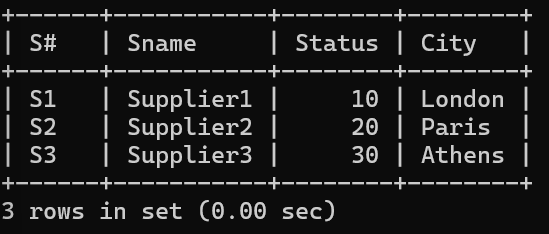 +------+-----------+--------+--------+
| S#   | Sname     | Status | City   |
+------+-----------+--------+--------+
| S1   | Supplier1 |     10 | London |
| S2   | Supplier2 |     20 | Paris  |
| S3   | Supplier3 |     30 | Athens |
+------+-----------+--------+--------+
3 rows in set (0.00 sec)